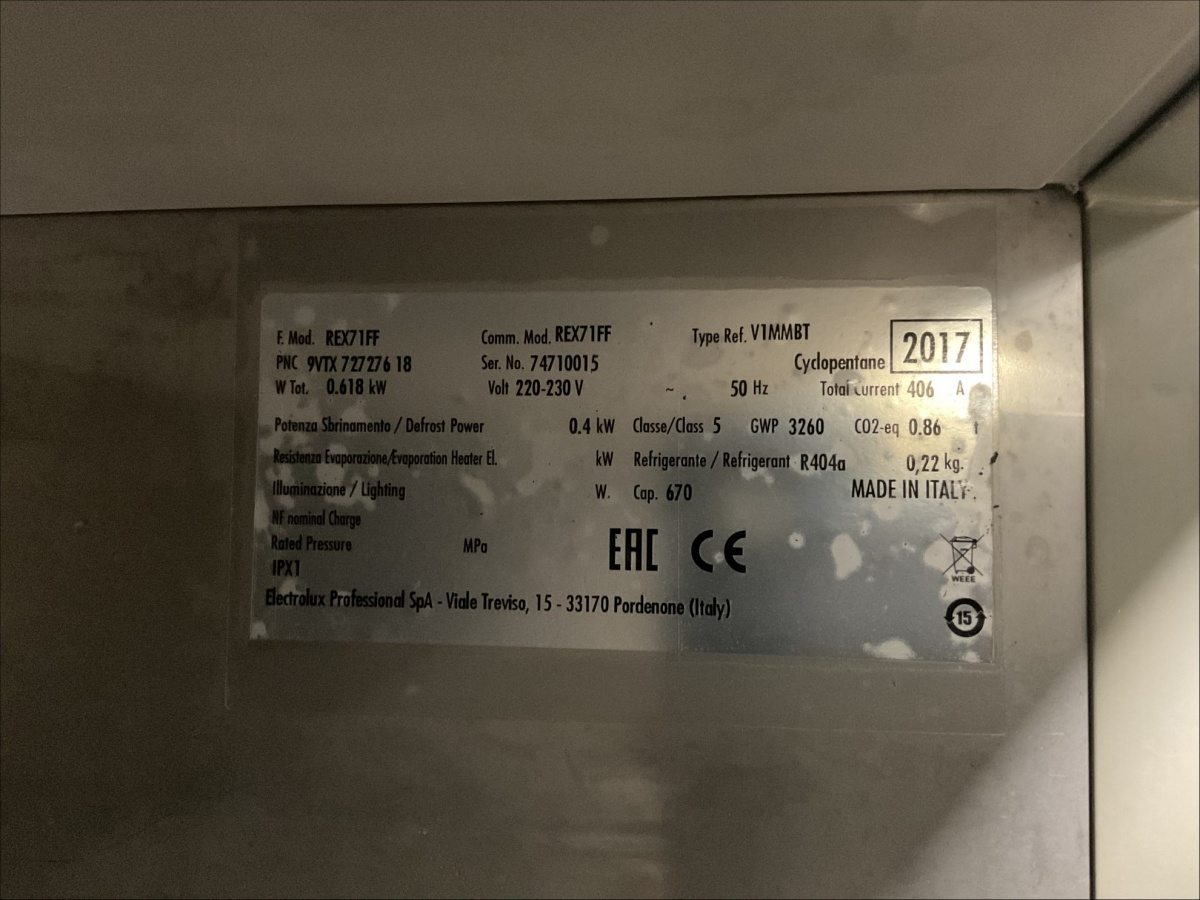 F. Mod. REX71FF Comm. Mod. REX71FF Type Ref. V1MMBT
2017
PNC 9VTX 727276 18 Ser. No. 74710015 Cyclopentane
W Tot. 0.618 kW Volt 220-230 V ~ 50 Hz Total Current 406 A
Potenza Sbrinamento / Defrost Power 0.4 kW Classe/Class 5 GWP 3260 CO2-eq 0.86 t
Resistenza Evaporazione/Evaporation Heater El. kW Refrigerante / Refrigerant R404a 0,22 kg.
Illuminazione / Lighting W. Cap. 670 MADE IN ITALY
NF nominal Charge
Rated Pressure MPa
EAC CE
IPX1
WEEE
Electrolux Professional SpA - Viale Treviso, 15 - 33170 Pordenone (Italy)
15